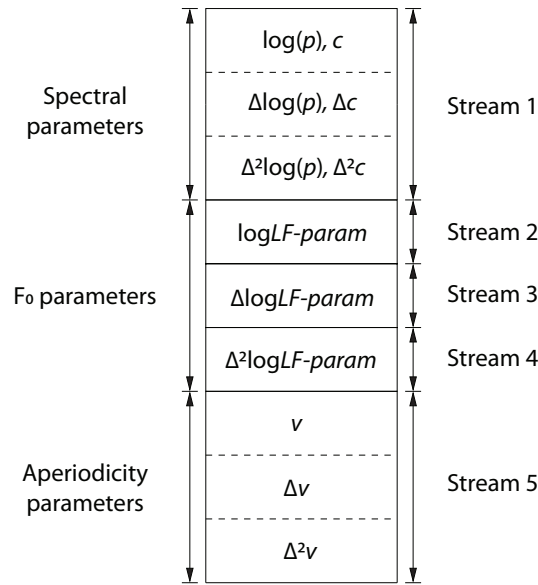 log(p), c
Spectral
parameters
Δlog(p), Δc
Stream 1
Δ²log(p), Δ²c
logLF-param
Stream 2
F₀ parameters
ΔlogLF-param
Stream 3
Δ²logLF-param
Stream 4
v
Aperiodicity
parameters
Δv
Stream 5
Δ²v